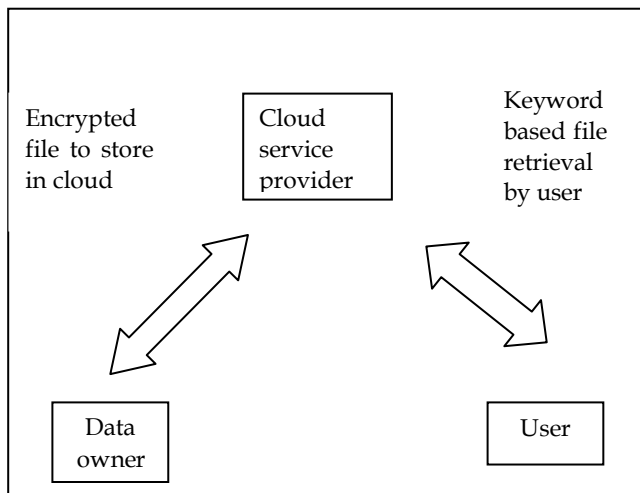 Encrypted
file to store
in cloud
Cloud
service
provider
Keyword
based file
retrieval
by user
Data
owner
User